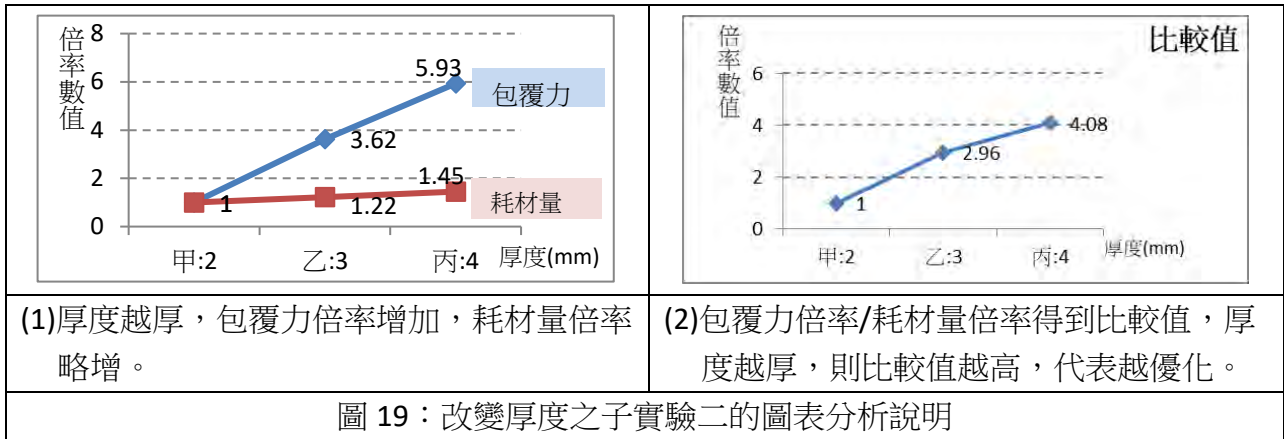 倍率數值
8
6
4
2
0
5.93
3.62
1
1.45
1.22
包覆力
耗材量
甲:2
乙:3
丙:4
厚度(mm)
(1)厚度越厚，包覆力倍率增加，耗材量倍率
略增。
比較值
倍率數值
6
4
2
0
4.08
2.96
1
甲:2
乙:3
丙:4
厚度(mm)
(2)包覆力倍率/耗材量倍率得到比較值，厚
度越厚，則比較值越高，代表越優化。
圖 19：改變厚度之子實驗二的圖表分析說明